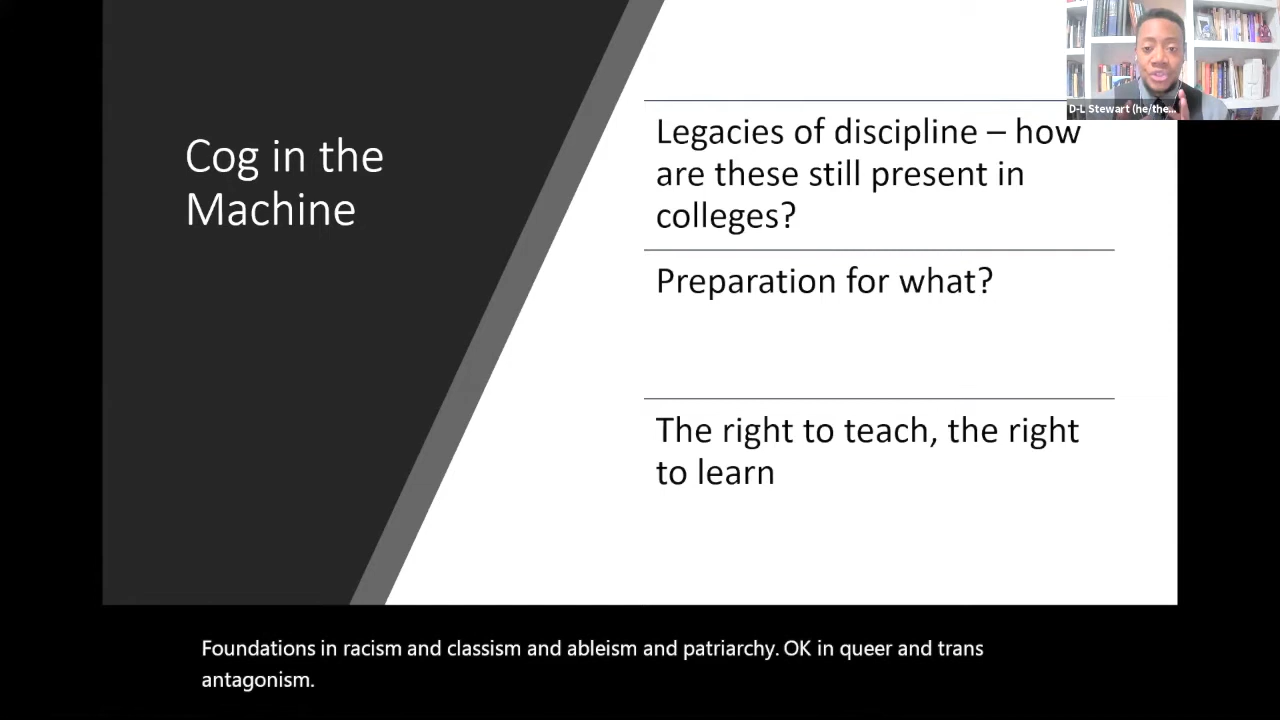 Cog in the
Machine
D-L Stewart (he/the...
Legacies of discipline – how
are these still present in
colleges?
Preparation for what?
The right to teach, the right
to learn
Foundations in racism and classism and ableism and patriarchy. OK in queer and trans
antagonism.